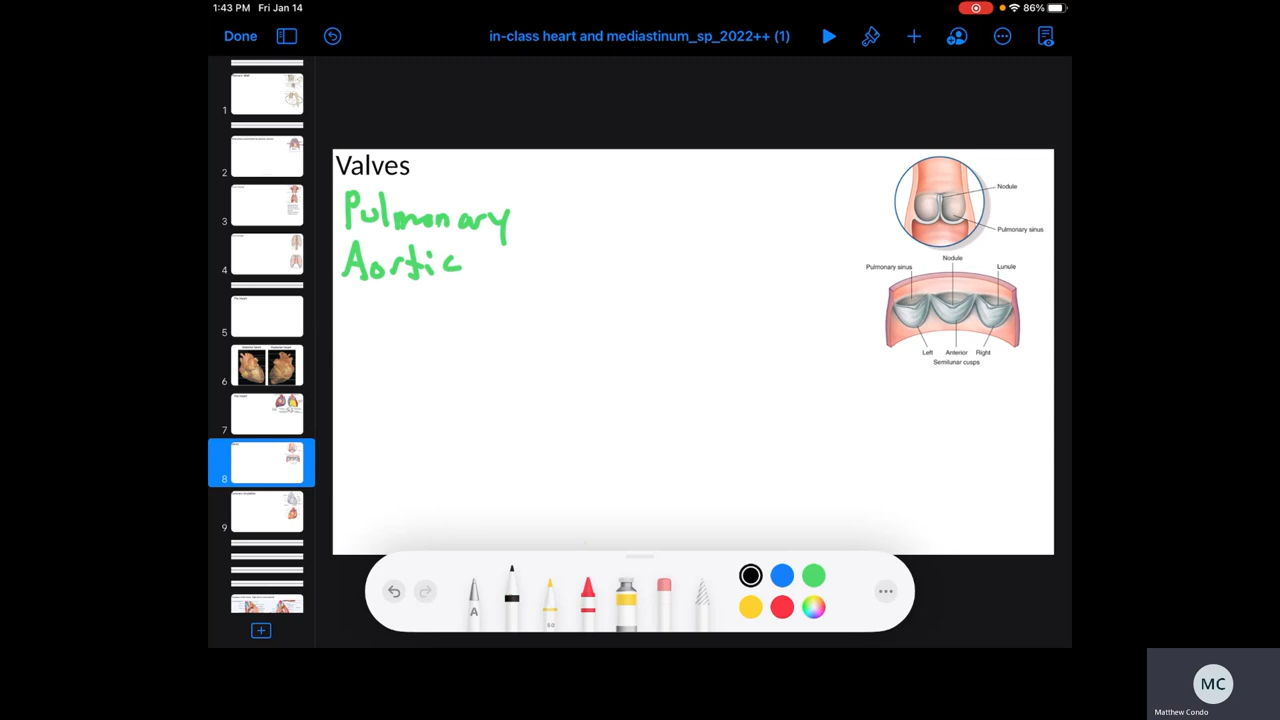 1:43 PM Fri Jan 14
86%
Done
in-class heart and mediastinum_sp_2022++ (1)
1
2
3
4
5
6
7
8
9
Valves
Pulmonary
Aortic
Nodule
Pulmonary sinus
Nodule
Pulmonary sinus
Lunule
Left Anterior Right
Semilunar cusps
A
50
MC
Matthew Condo